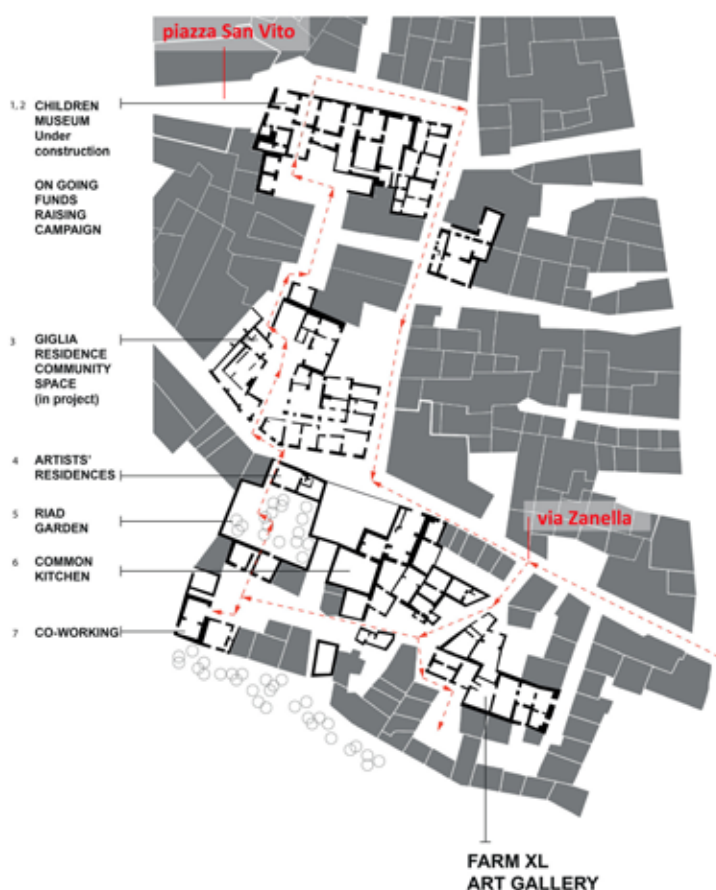 piazza San Vito
1, 2 CHILDREN
MUSEUM
Under
construction
ON GOING
FUNDS
RAISING
CAMPAIGN
3 GIGLIA
RESIDENCE
COMMUNITY
SPACE
(in project)
4 ARTISTS'
RESIDENCES
5 RIAD
GARDEN
via Zanella
6 COMMON
KITCHEN
7 CO-WORKING
FARM XL
ART GALLERY